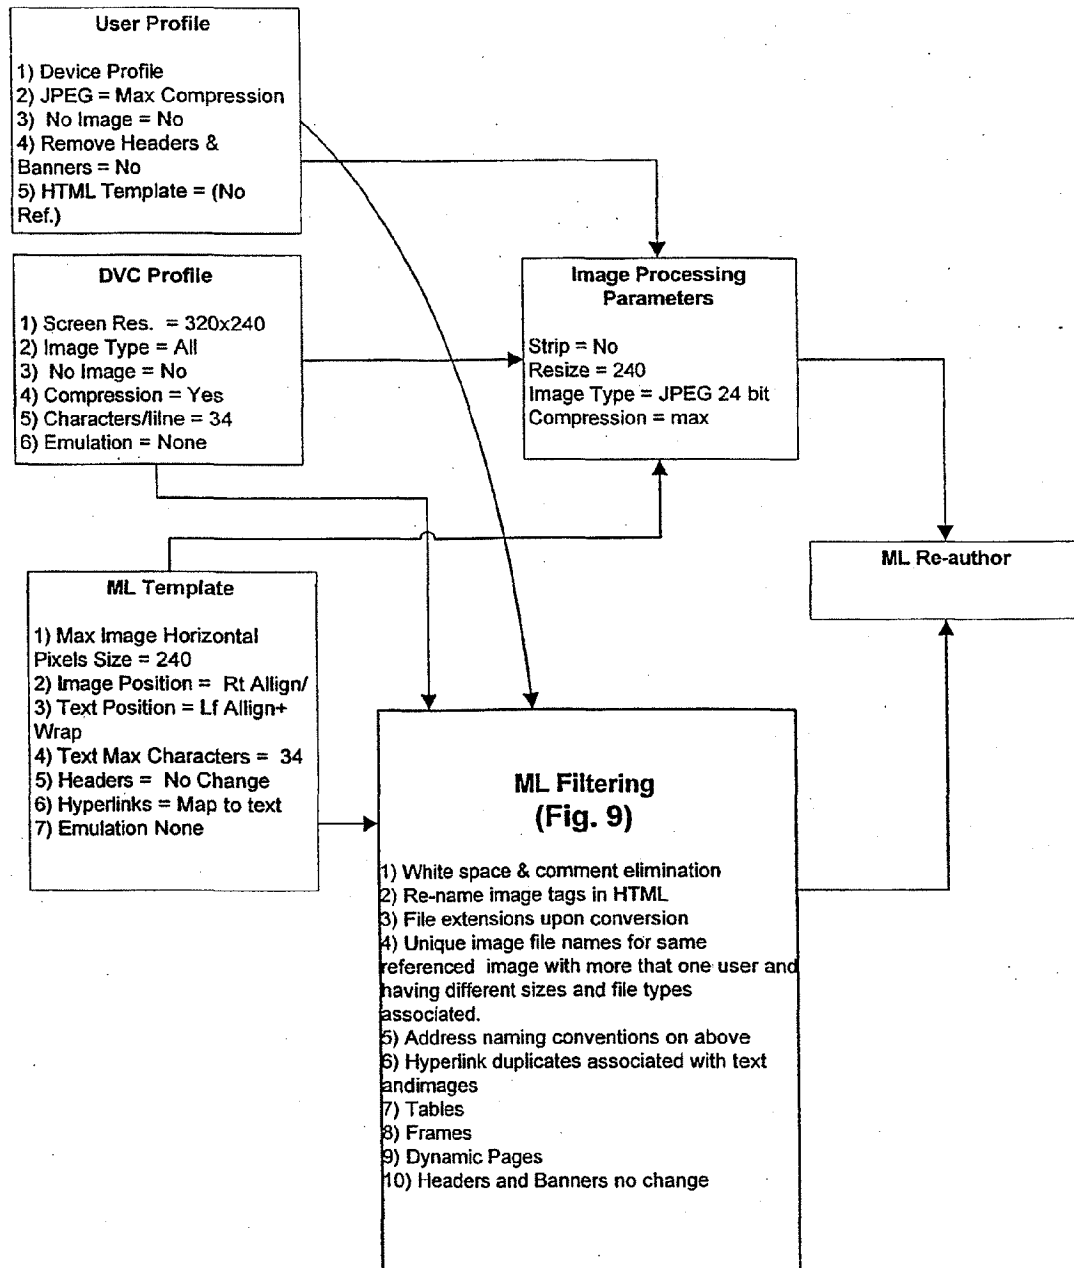 User Profile
1) Device Profile
2) JPEG = Max Compression
3) No Image = No
4) Remove Headers &
Banners = No
5) HTML Template = (No
Ref.)
DVC Profile
1) Screen Res. = 320x240
2) Image Type = All
3) No Image = No
4) Compression = Yes
5) Characters/liIne = 34
6) Emulation = None
Image Processing
Parameters
Strip = No
Resize = 240
Image Type = JPEG 24 bit
Compression = max
ML Re-author
ML Template
1) Max Image Horizontal
Pixels Size = 240
2) Image Position = Rt Allign/
3) Text Position = Lf Allign+
Wrap
4) Text Max Characters = 34
5) Headers = No Change
6) Hyperlinks = Map to text
7) Emulation None
ML Filtering
(Fig. 9)
1) White space & comment elimination
2) Re-name image tags in HTML
3) File extensions upon conversion
4) Unique image file names for same
referenced image with more that one user and
having different sizes and file types
associated.
5) Address naming conventions on above
6) Hyperlink duplicates associated with text
andimages
7) Tables
8) Frames
9) Dynamic Pages
10) Headers and Banners no change